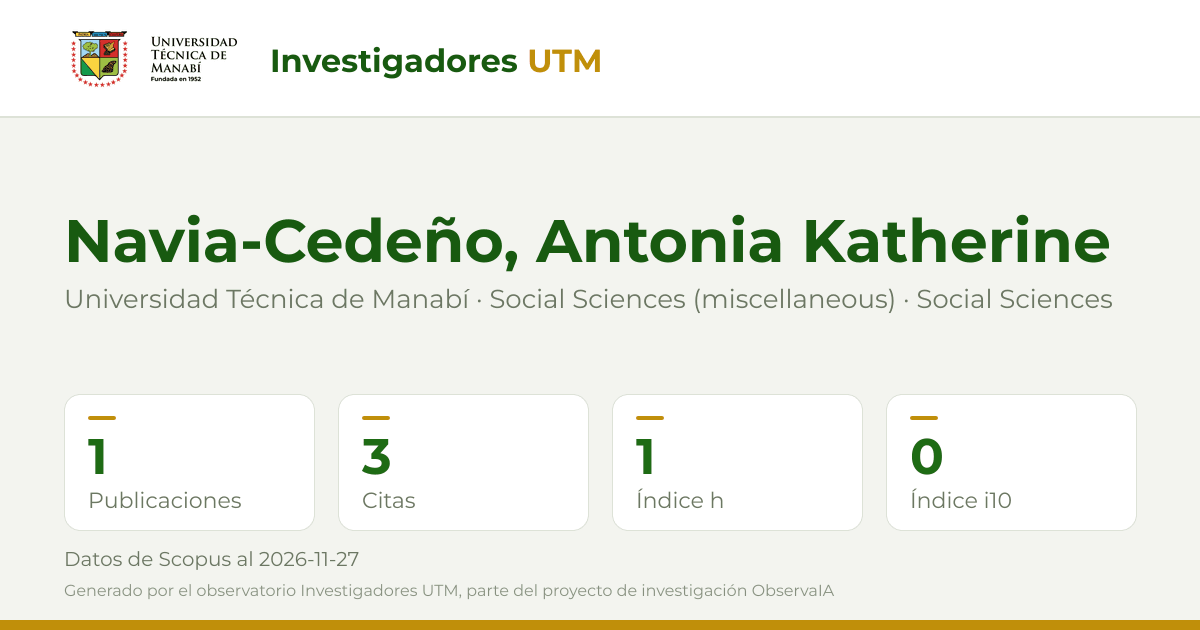 UNIVERSIDAD
TÉCNICA DE
MANABÍ
Fundada en 1952
Investigadores UTM
Navia-Cedeño, Antonia Katherine
Universidad Técnica de Manabí · Social Sciences (miscellaneous) · Social Sciences
1
Publicaciones
3
Citas
1
Índice h
0
Índice i10
Datos de Scopus al 2026-11-27
Generado por el observatorio Investigadores UTM, parte del proyecto de investigación ObservaIA